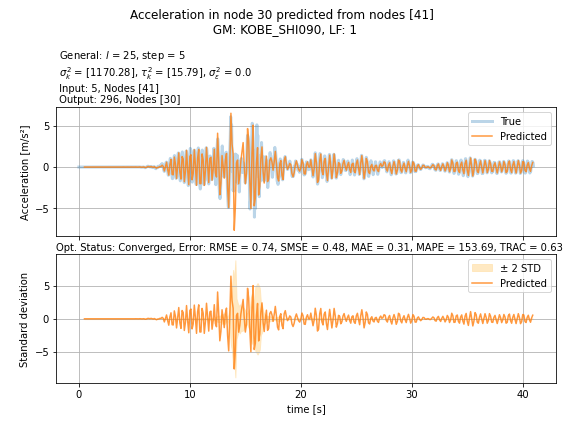 Acceleration in node 30 predicted from nodes [41]
GM: KOBE_SHI090, LF: 1
General: l = 25, step = 5
σ²ₖ = [1170.28], τ²ₖ = [15.79], σ²ε = 0.0
Input: 5, Nodes [41]
Output: 296, Nodes [30]
True
Predicted
5
0
−5
Acceleration [m/s²]
Opt. Status: Converged, Error: RMSE = 0.74, SMSE = 0.48, MAE = 0.31, MAPE = 153.69, TRAC = 0.63
± 2 STD
Predicted
5
0
−5
Standard deviation
0 10 20 30 40
time [s]